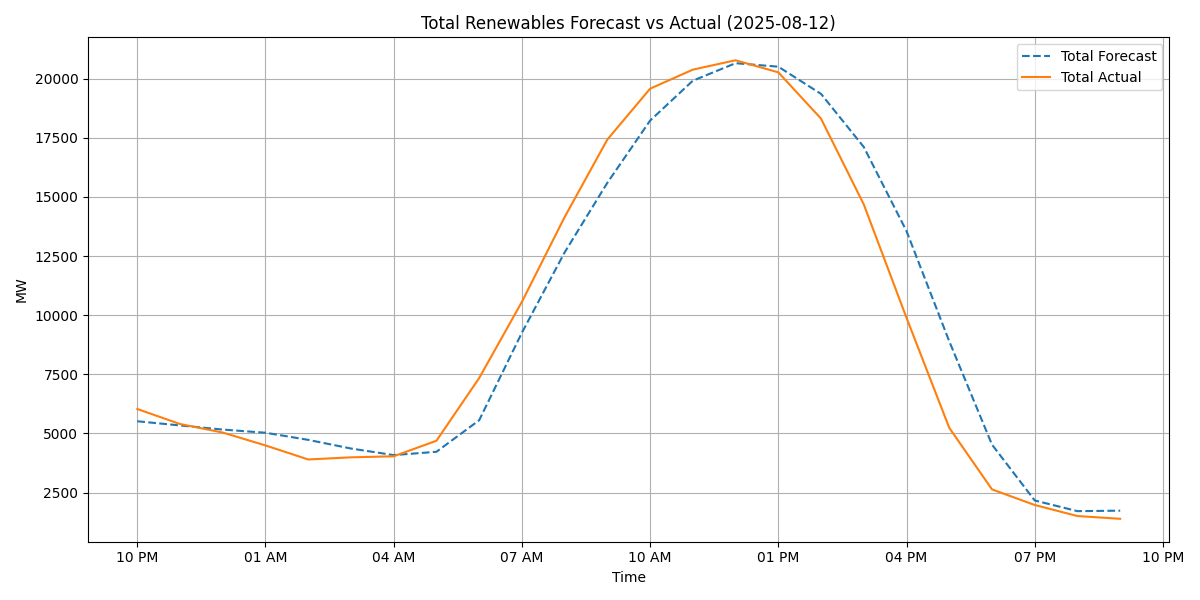 Total Renewables Forecast vs Actual (2025-08-12)
Total Forecast
Total Actual
20000
17500
15000
12500
10000
7500
5000
2500
MW
10 PM 01 AM 04 AM 07 AM 10 AM 01 PM 04 PM 07 PM 10 PM
Time